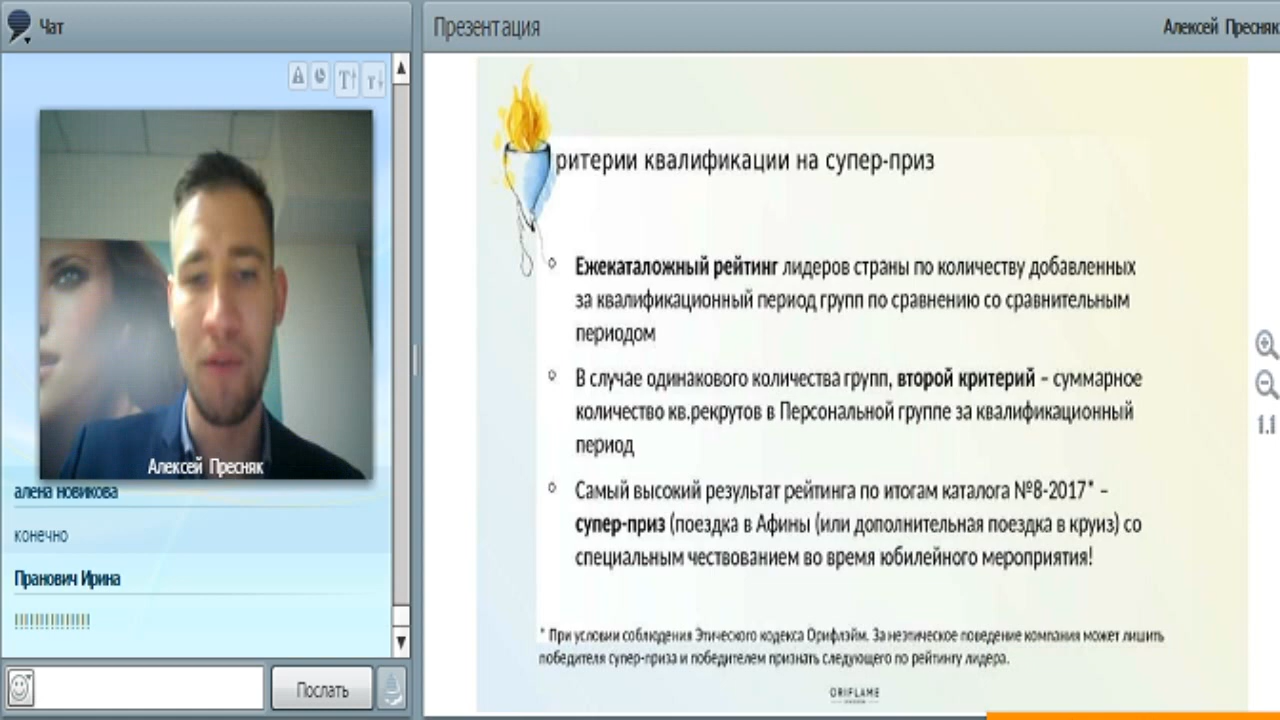 Чат
Презентация
Алексей Пресняк
Алексей Пресняк
алена новикова
конечно
Пранович Ирина
!!!!!!!!!!!!!!!
Послать
ритерии квалификации на супер-приз
Ежекаталожный рейтинг лидеров страны по количеству добавленных
за квалификационный период групп по сравнению со сравнительным
периодом
В случае одинакового количества групп, второй критерий – суммарное
количество кв.рекрутов в Персональной группе за квалификационный
период
Самый высокий результат рейтинга по итогам каталога №8-2017* –
супер-приз (поездка в Афины (или дополнительная поездка в круиз) со
специальным чествованием во время юбилейного мероприятия!
* При условии соблюдения Этического кодекса Орифлэйм. За неэтическое поведение компания может лишить
победителя супер-приза и победителем признать следующего по рейтингу лидера.
ORIFLAME
1.1